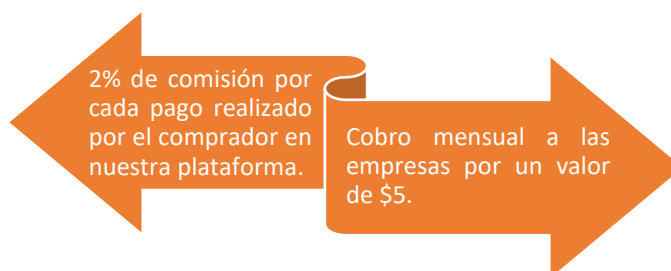 2% de comisión por
cada pago realizado
por el comprador en
nuestra plataforma.
Cobro mensual a las
empresas por un valor
de $5.